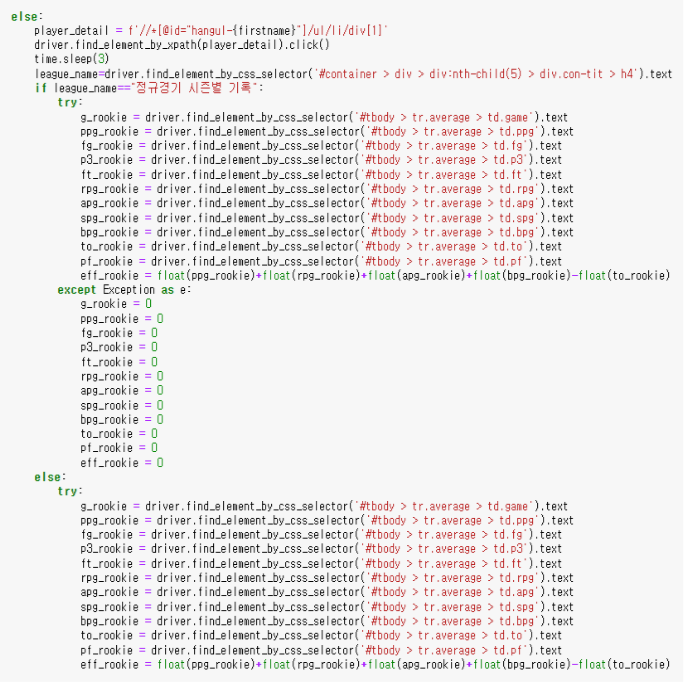 else:
    player_detail = f'//*[@id="hangul-{firstname}"]/ul/li/div[1]'
    driver.find_element_by_xpath(player_detail).click()
    time.sleep(3)
    league_name=driver.find_element_by_css_selector('#container > div > div:nth-child(5) > div.con-tit > h4').text
    if league_name=="정규경기 시즌별 기록":
        try:
            g_rookie = driver.find_element_by_css_selector('#tbody > tr.average > td.game').text
            ppg_rookie = driver.find_element_by_css_selector('#tbody > tr.average > td.ppg').text
            fg_rookie = driver.find_element_by_css_selector('#tbody > tr.average > td.fg').text
            p3_rookie = driver.find_element_by_css_selector('#tbody > tr.average > td.p3').text
            ft_rookie = driver.find_element_by_css_selector('#tbody > tr.average > td.ft').text
            rpg_rookie = driver.find_element_by_css_selector('#tbody > tr.average > td.rpg').text
            apg_rookie = driver.find_element_by_css_selector('#tbody > tr.average > td.apg').text
            spg_rookie = driver.find_element_by_css_selector('#tbody > tr.average > td.spg').text
            bpg_rookie = driver.find_element_by_css_selector('#tbody > tr.average > td.bpg').text
            to_rookie = driver.find_element_by_css_selector('#tbody > tr.average > td.to').text
            pf_rookie = driver.find_element_by_css_selector('#tbody > tr.average > td.pf').text
            eff_rookie = float(ppg_rookie)+float(rpg_rookie)+float(apg_rookie)+float(bpg_rookie)-float(to_rookie)
        except Exception as e:
            g_rookie = 0
            ppg_rookie = 0
            fg_rookie = 0
            p3_rookie = 0
            ft_rookie = 0
            rpg_rookie = 0
            apg_rookie = 0
            spg_rookie = 0
            bpg_rookie = 0
            to_rookie = 0
            pf_rookie = 0
            eff_rookie = 0
    else:
        try:
            g_rookie = driver.find_element_by_css_selector('#tbody > tr.average > td.game').text
            ppg_rookie = driver.find_element_by_css_selector('#tbody > tr.average > td.ppg').text
            fg_rookie = driver.find_element_by_css_selector('#tbody > tr.average > td.fg').text
            p3_rookie = driver.find_element_by_css_selector('#tbody > tr.average > td.p3').text
            ft_rookie = driver.find_element_by_css_selector('#tbody > tr.average > td.ft').text
            rpg_rookie = driver.find_element_by_css_selector('#tbody > tr.average > td.rpg').text
            apg_rookie = driver.find_element_by_css_selector('#tbody > tr.average > td.apg').text
            spg_rookie = driver.find_element_by_css_selector('#tbody > tr.average > td.spg').text
            bpg_rookie = driver.find_element_by_css_selector('#tbody > tr.average > td.bpg').text
            to_rookie = driver.find_element_by_css_selector('#tbody > tr.average > td.to').text
            pf_rookie = driver.find_element_by_css_selector('#tbody > tr.average > td.pf').text
            eff_rookie = float(ppg_rookie)+float(rpg_rookie)+float(apg_rookie)+float(bpg_rookie)-float(to_rookie)